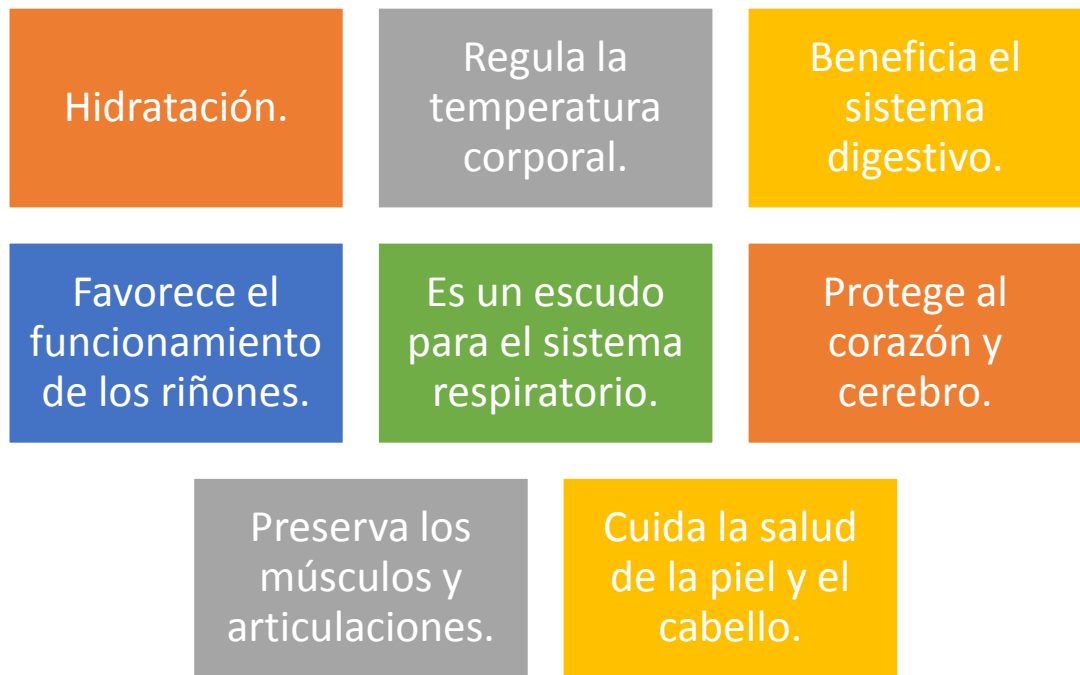 Hidratación.
Regula la
temperatura
corporal.
Beneficia el
sistema
digestivo.
Favorece el
funcionamiento
de los riñones.
Es un escudo
para el sistema
respiratorio.
Protege al
corazón y
cerebro.
Preserva los
músculos y
articulaciones.
Cuida la salud
de la piel y el
cabello.